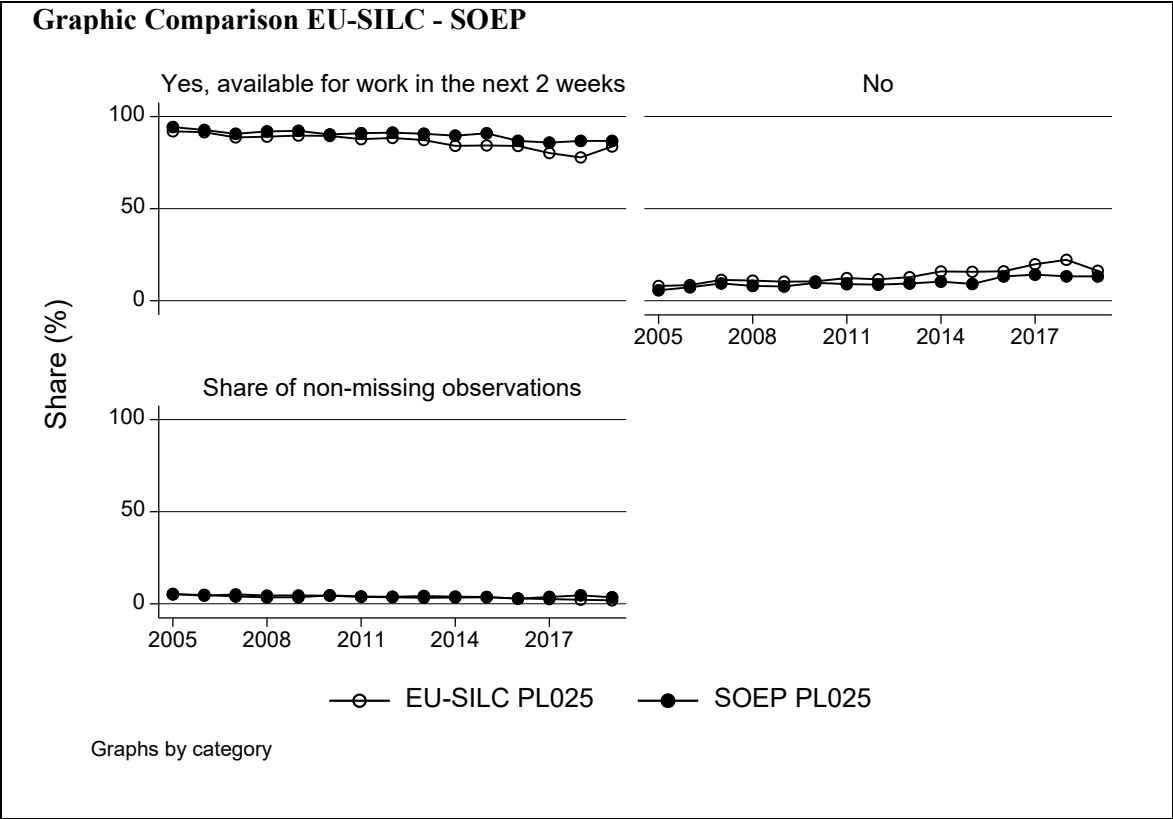 Graphic Comparison EU-SILC - SOEP
Yes, available for work in the next 2 weeks
No
100
50
0
2005 2008 2011 2014 2017
Share (%)
Share of non-missing observations
100
50
0
2005 2008 2011 2014 2017
EU-SILC PL025 SOEP PL025
Graphs by category